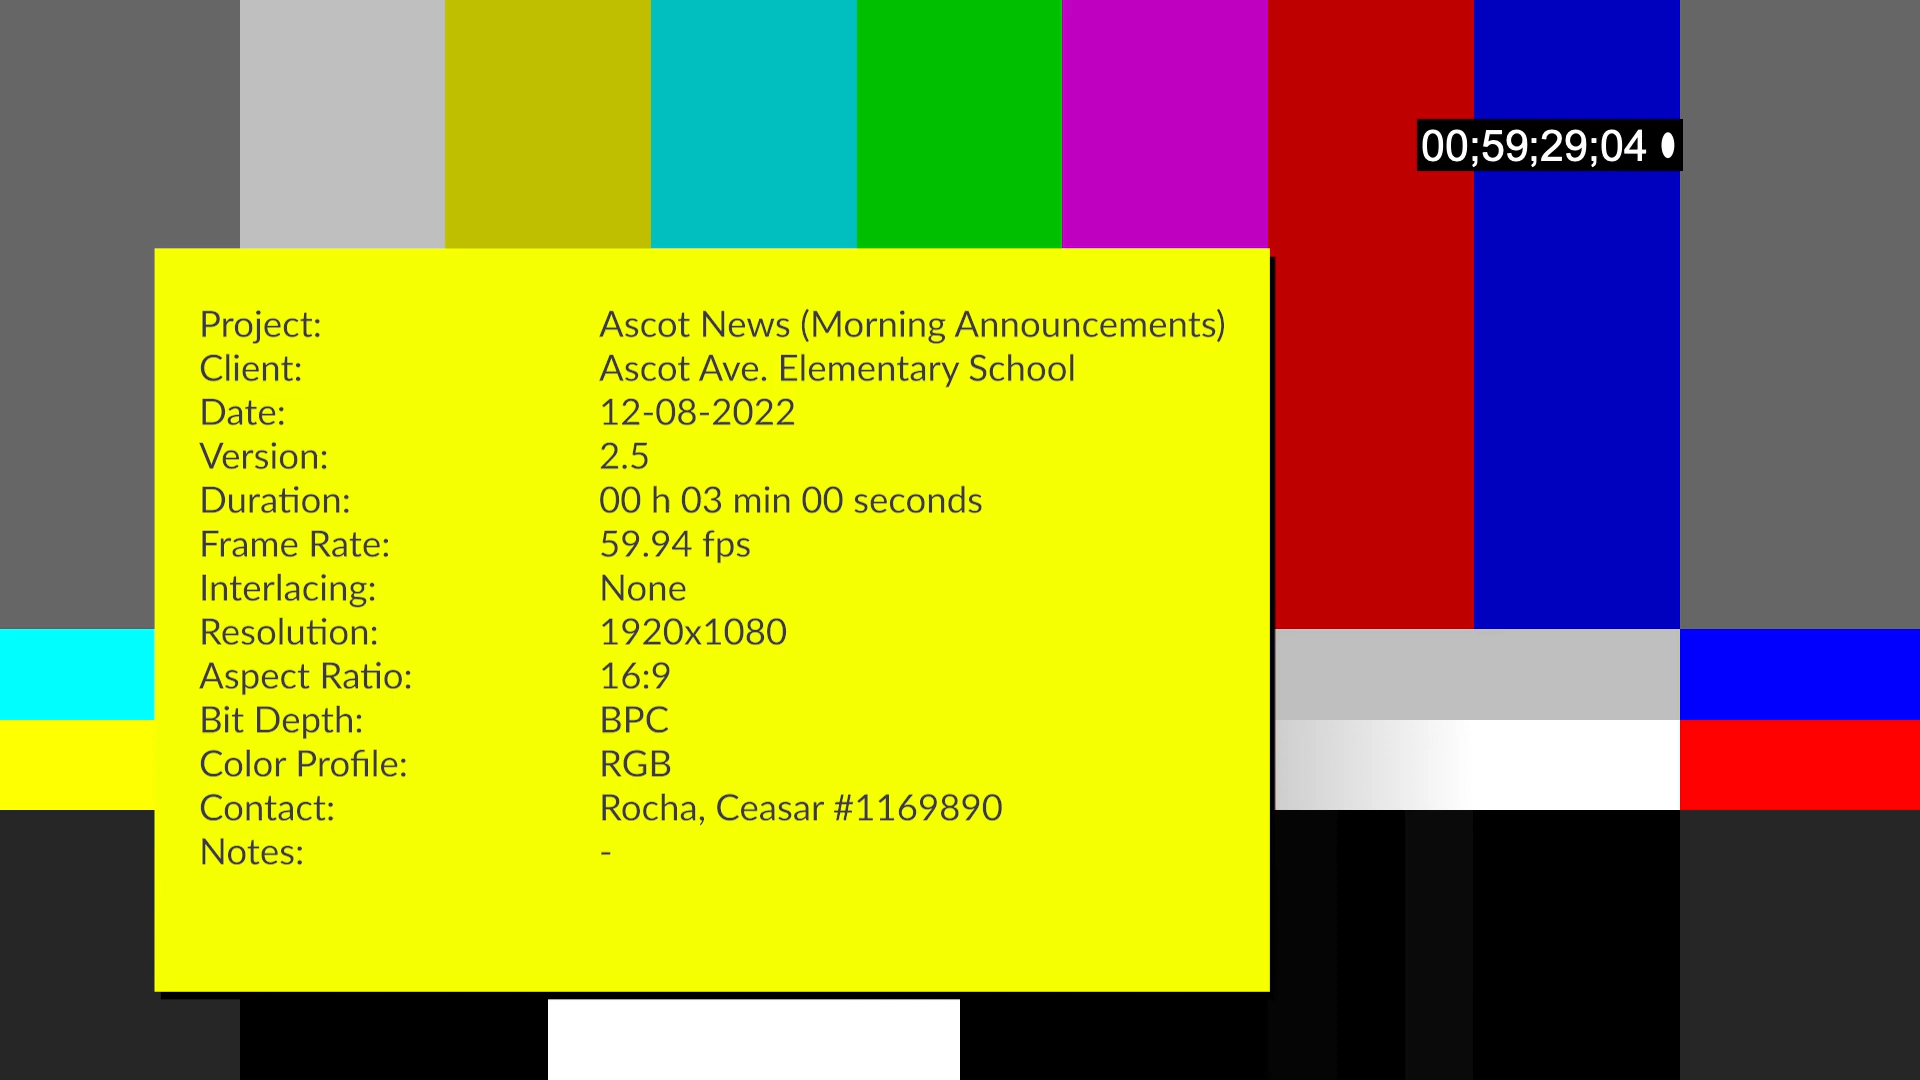 00;59;29;04
Project: Ascot News (Morning Announcements)
Client: Ascot Ave. Elementary School
Date: 12-08-2022
Version: 2.5
Duration: 00 h 03 min 00 seconds
Frame Rate: 59.94 fps
Interlacing: None
Resolution: 1920x1080
Aspect Ratio: 16:9
Bit Depth: BPC
Color Profile: RGB
Contact: Rocha, Ceasar #1169890
Notes: -